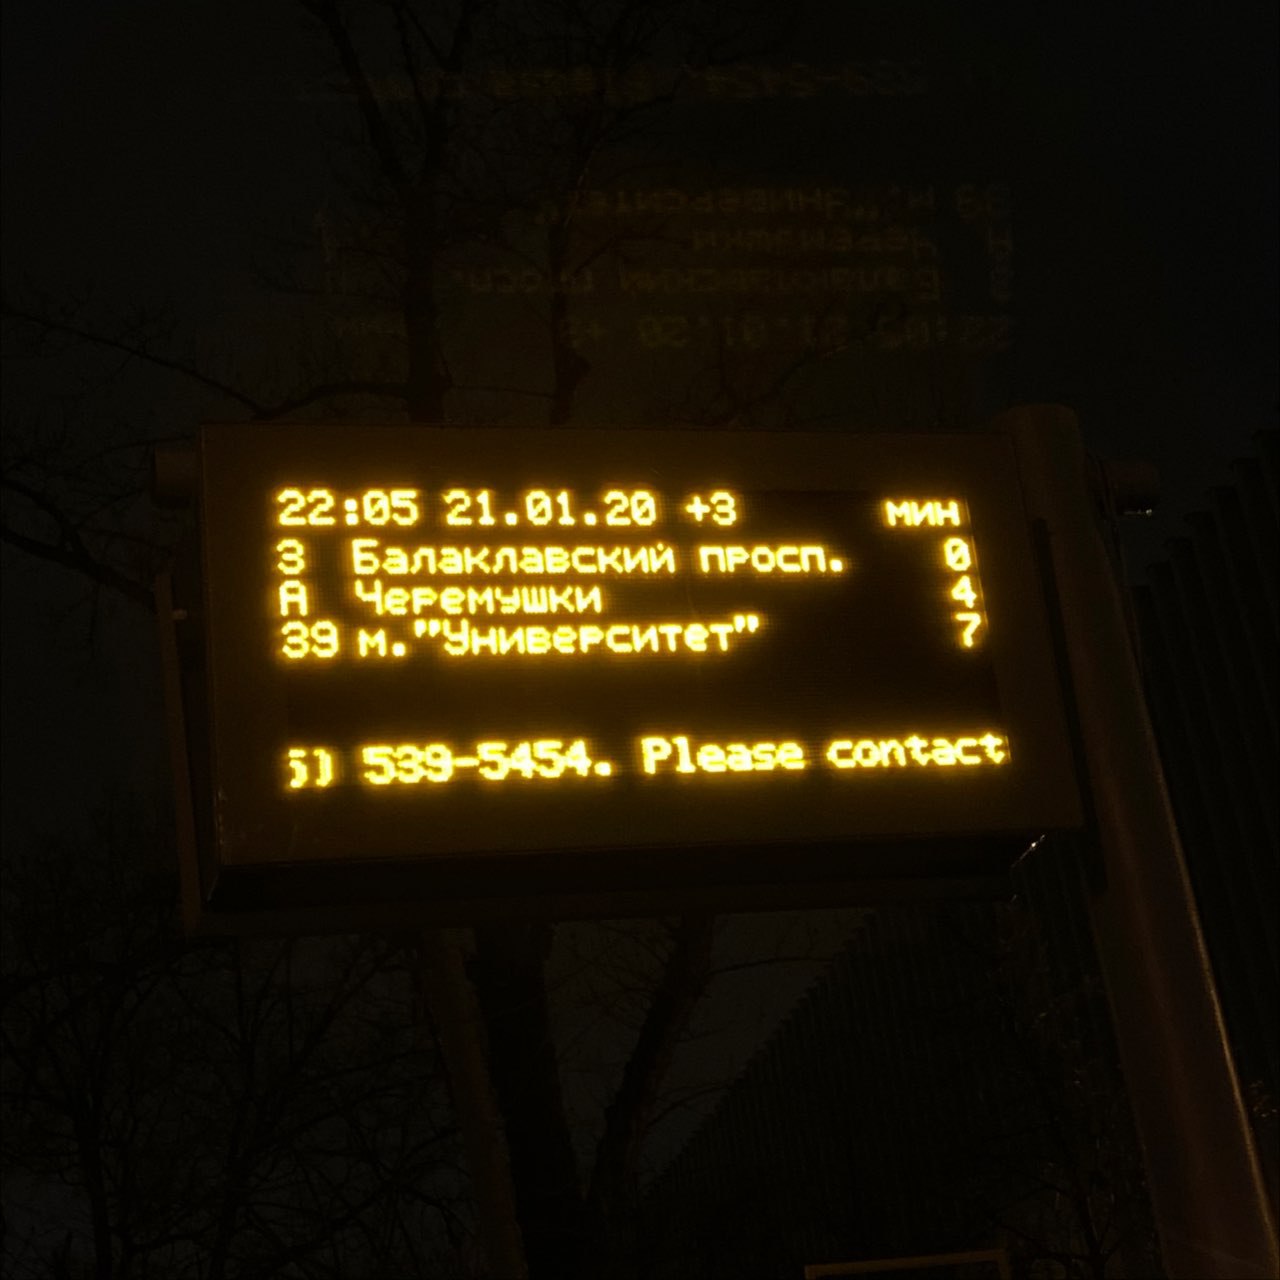 22:05 21.01.20 +3 мин
3 Балаклавский просп. 0
А Черемушки 4
39 м."Университет" 7
5) 539-5454. Please contact